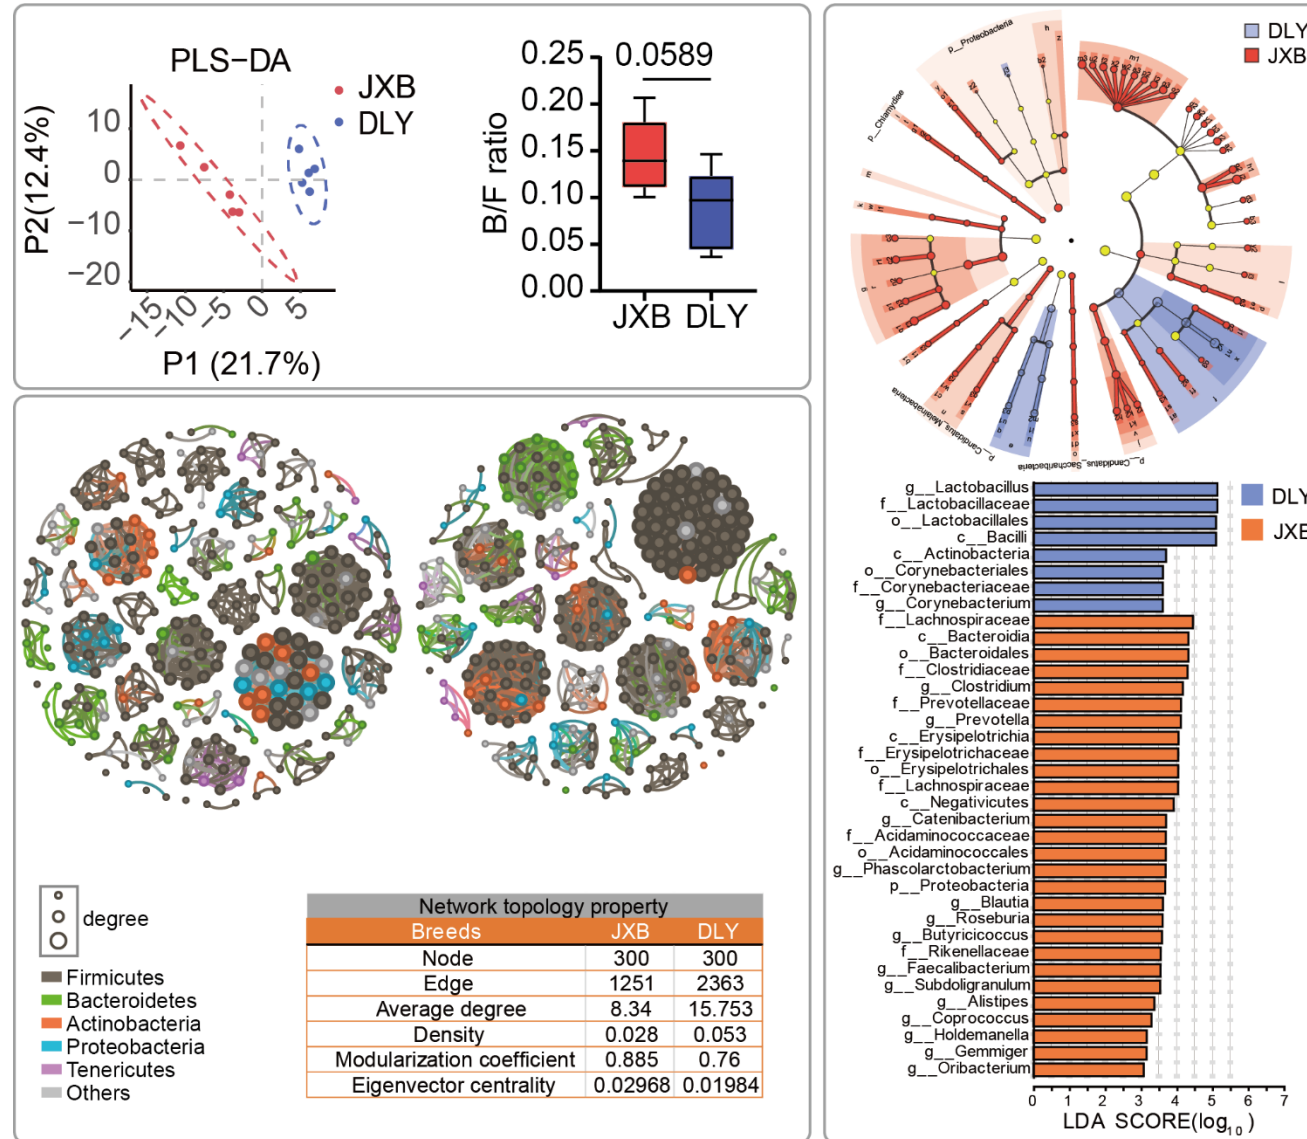 PLS-DA
JXB
DLY
P2(12.4%)
10
0
-10
-20
-15
-10
-5
0
5
P1 (21.7%)
0.0589
B/F ratio
0.25
0.20
0.15
0.10
0.05
0.00
JXB DLY
degree
Firmicutes
Bacteroidetes
Actinobacteria
Proteobacteria
Tenericutes
Others
Network topology property
Breeds JXB DLY
Node 300 300
Edge 1251 2363
Average degree 8.34 15.753
Density 0.028 0.053
Modularization coefficient 0.885 0.76
Eigenvector centrality 0.02968 0.01984
DLY
JXB
p__Proteobacteria
p__Chlamydiae
p__Candidatus_Melainabacteria
p__Candidatus_Saccharibacteria
m1
h1
h
DLY
JXB
g__Lactobacillus
f__Lactobacillaceae
o__Lactobacillales
c__Bacilli
c__Actinobacteria
o__Corynebacteriales
f__Corynebacteriaceae
g__Corynebacterium
f__Lachnospiraceae
c__Bacteroidia
o__Bacteroidales
f__Clostridiaceae
g__Clostridium
f__Prevotellaceae
g__Prevotella
c__Erysipelotrichia
f__Erysipelotrichaceae
o__Erysipelotrichales
f__Lachnospiraceae
c__Negativicutes
g__Catenibacterium
f__Acidaminococcaceae
o__Acidaminococcales
g__Phascolarctobacterium
p__Proteobacteria
g__Blautia
g__Roseburia
g__Butyricicoccus
f__Rikenellaceae
g__Faecalibacterium
g__Subdoligranulum
g__Alistipes
g__Coprococcus
g__Holdemanella
g__Gemmiger
g__Oribacterium
0 1 2 3 4 5 6 7
LDA SCORE(log10)